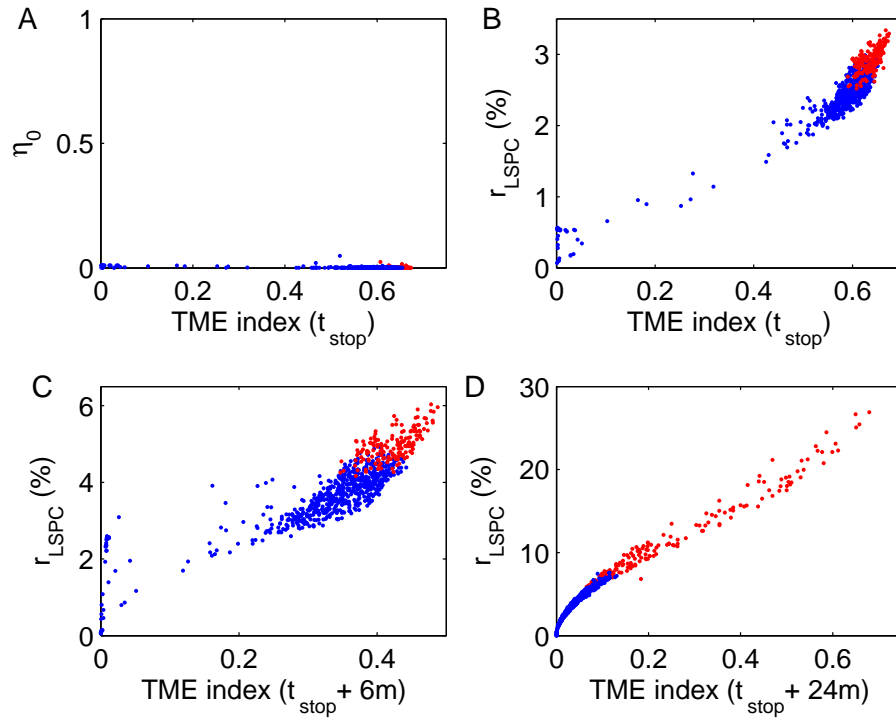 A
1
0.5
0
η0
0 0.2 0.4 0.6
TME index (tstop)
B
3
2
1
0
rLSPC (%)
0 0.2 0.4 0.6
TME index (tstop)
C
6
4
2
0
rLSPC (%)
0 0.2 0.4
TME index (tstop + 6m)
D
30
20
10
0
rLSPC (%)
0 0.2 0.4 0.6
TME index (tstop + 24m)